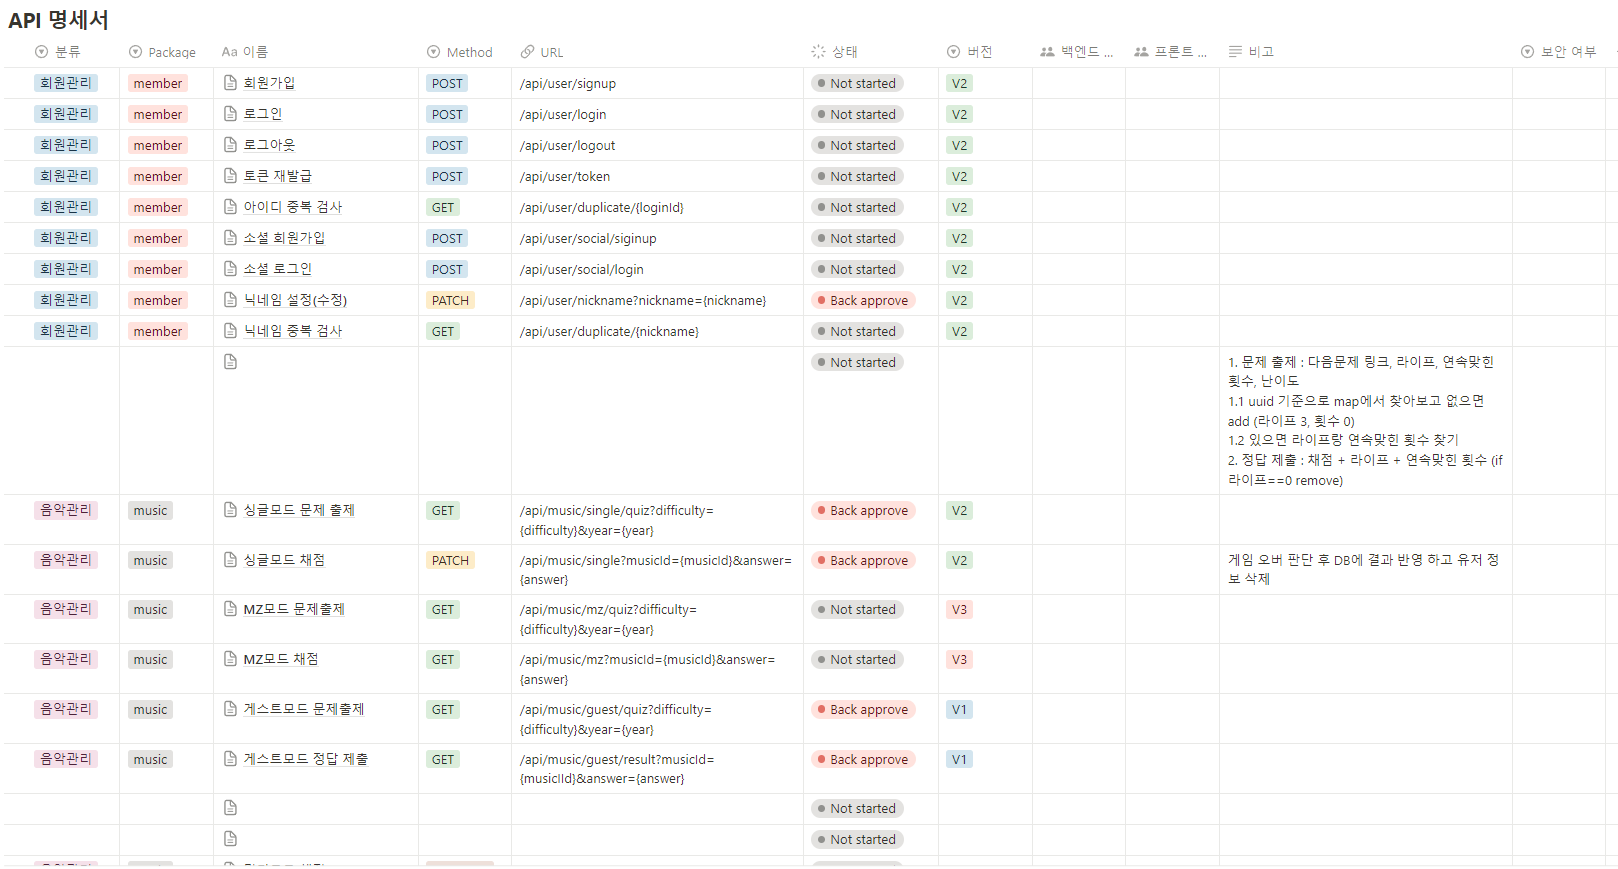 API 명세서
분류 Package Aa 이름 Method URL 상태 버전 백엔드 ... 프론트 ... 비고 보안 여부
회원관리 member 회원가입 POST /api/user/signup Not started V2
회원관리 member 로그인 POST /api/user/login Not started V2
회원관리 member 로그아웃 POST /api/user/logout Not started V2
회원관리 member 토큰 재발급 POST /api/user/token Not started V2
회원관리 member 아이디 중복 검사 GET /api/user/duplicate/{loginId} Not started V2
회원관리 member 소셜 회원가입 POST /api/user/social/siginup Not started V2
회원관리 member 소셜 로그인 POST /api/user/social/login Not started V2
회원관리 member 닉네임 설정(수정) PATCH /api/user/nickname?nickname={nickname} Back approve V2
회원관리 member 닉네임 중복 검사 GET /api/user/duplicate/{nickname} Not started V2
Not started 1. 문제 출제 : 다음문제 링크, 라이프, 연속맞힌
횟수, 난이도
1.1 uuid 기준으로 map에서 찾아보고 없으면
add (라이프 3, 횟수 0)
1.2 있으면 라이프랑 연속맞힌 횟수 찾기
2. 정답 제출 : 채점 + 라이프 + 연속맞힌 횟수 (if
라이프==0 remove)
음악관리 music 싱글모드 문제 출제 GET /api/music/single/quiz?difficulty= Back approve V2
{difficulty}&year={year}
음악관리 music 싱글모드 채점 PATCH /api/music/single?musicId={musicId}&answer= Back approve V2 게임 오버 판단 후 DB에 결과 반영 하고 유저 정
{answer} 보 삭제
음악관리 music MZ모드 문제출제 GET /api/music/mz/quiz?difficulty= Not started V3
{difficulty}&year={year}
음악관리 music MZ모드 채점 GET /api/music/mz?musicId={musicId}&answer= Not started V3
{answer}
음악관리 music 게스트모드 문제출제 GET /api/music/guest/quiz?difficulty= Back approve V1
{difficulty}&year={year}
음악관리 music 게스트모드 정답 제출 GET /api/music/guest/result?musicId= Back approve V1
{musicIId}&answer={answer}
Not started
Not started